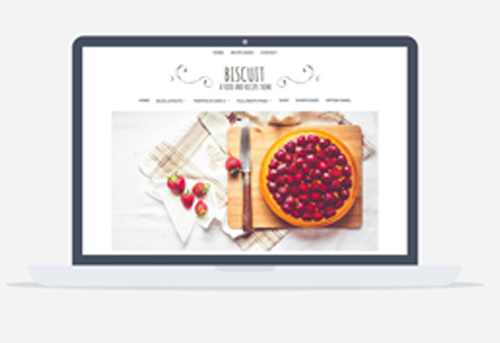 HOME RECIPE INDEX CONTACT
BISCUIT
A FOOD AND RECIPE THEME
HOME BLOG LAYOUTS PORTFOLIO GRIDS FULL WIDTH PAGE SHOP SHORTCODES OPTION PANEL